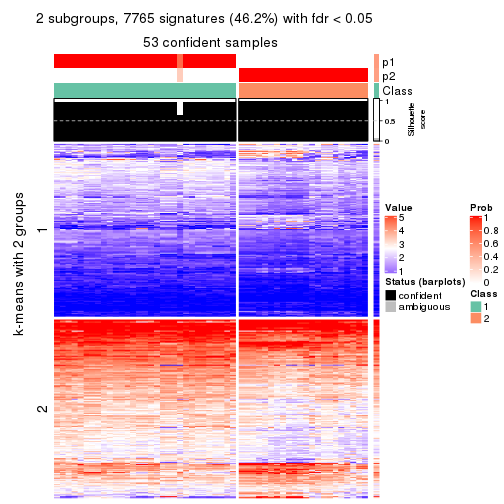 2 subgroups, 7765 signatures (46.2%) with fdr < 0.05
53 confident samples
p1
p2
Class
1
0.5
0
Silhouette
score
k-means with 2 groups
1
2
Value
5
4
3
2
1
Status (barplots)
confident
ambiguous
Prob
1
0.8
0.6
0.4
0.2
0
Class
1
2